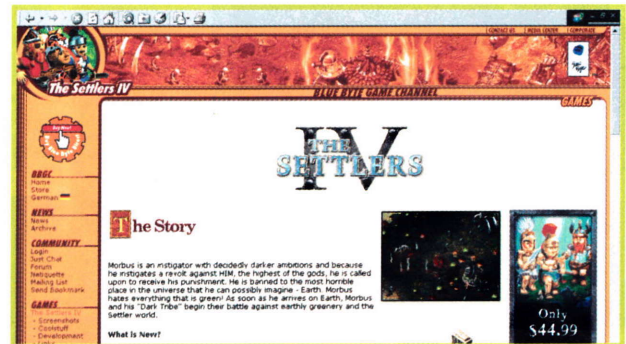 | CONTACT US | MEDIA CENTER | CORPORATE
The Settlers IV
BLUE BYTE GAME CHANNEL
GAMES
IV
THE
SETTLERS
BBGC
Home
Store
German
NEWS
News
Archive
COMMUNITY
Login
Just Chat
Forum
Netiquette
Mailing List
Send Bookmark
GAMES
The Settlers IV
- Screenshots
- Coolstuff
- Development
The Story
Morbus is an instigator with decidedly darker ambitions and because
he instigates a revolt against HIM, the highest of the gods, he is called
upon to receive his punishment. He is banned to the most horrible
place in the universe that he can possibly imagine - Earth. Morbus
hates everything that is green! As soon as he arrives on Earth, Morbus
and his "Dark Tribe" begin their battle against earthly greenery and the
Settler world.
What is New?
Only
$44.99